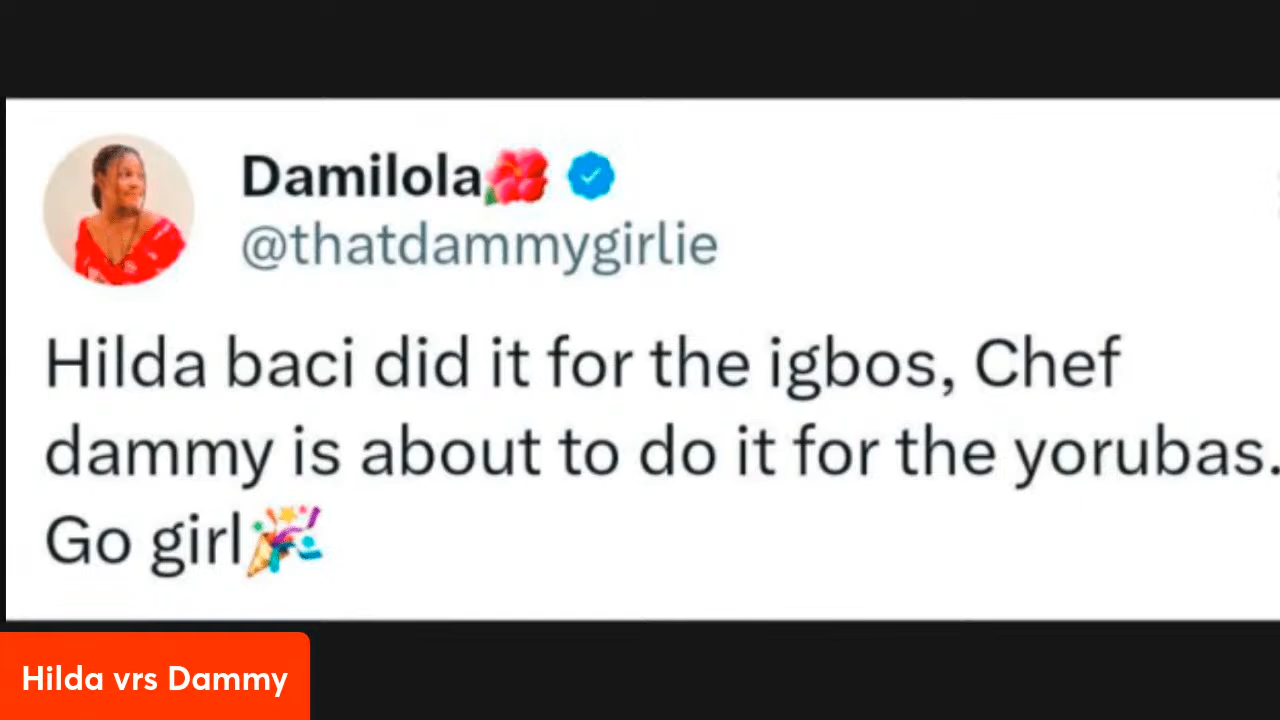 Damilola🌺
@thatdammygirlie
Hilda baci did it for the igbos, Chef
dammy is about to do it for the yorubas.
Go girl🎉
Hilda vrs Dammy